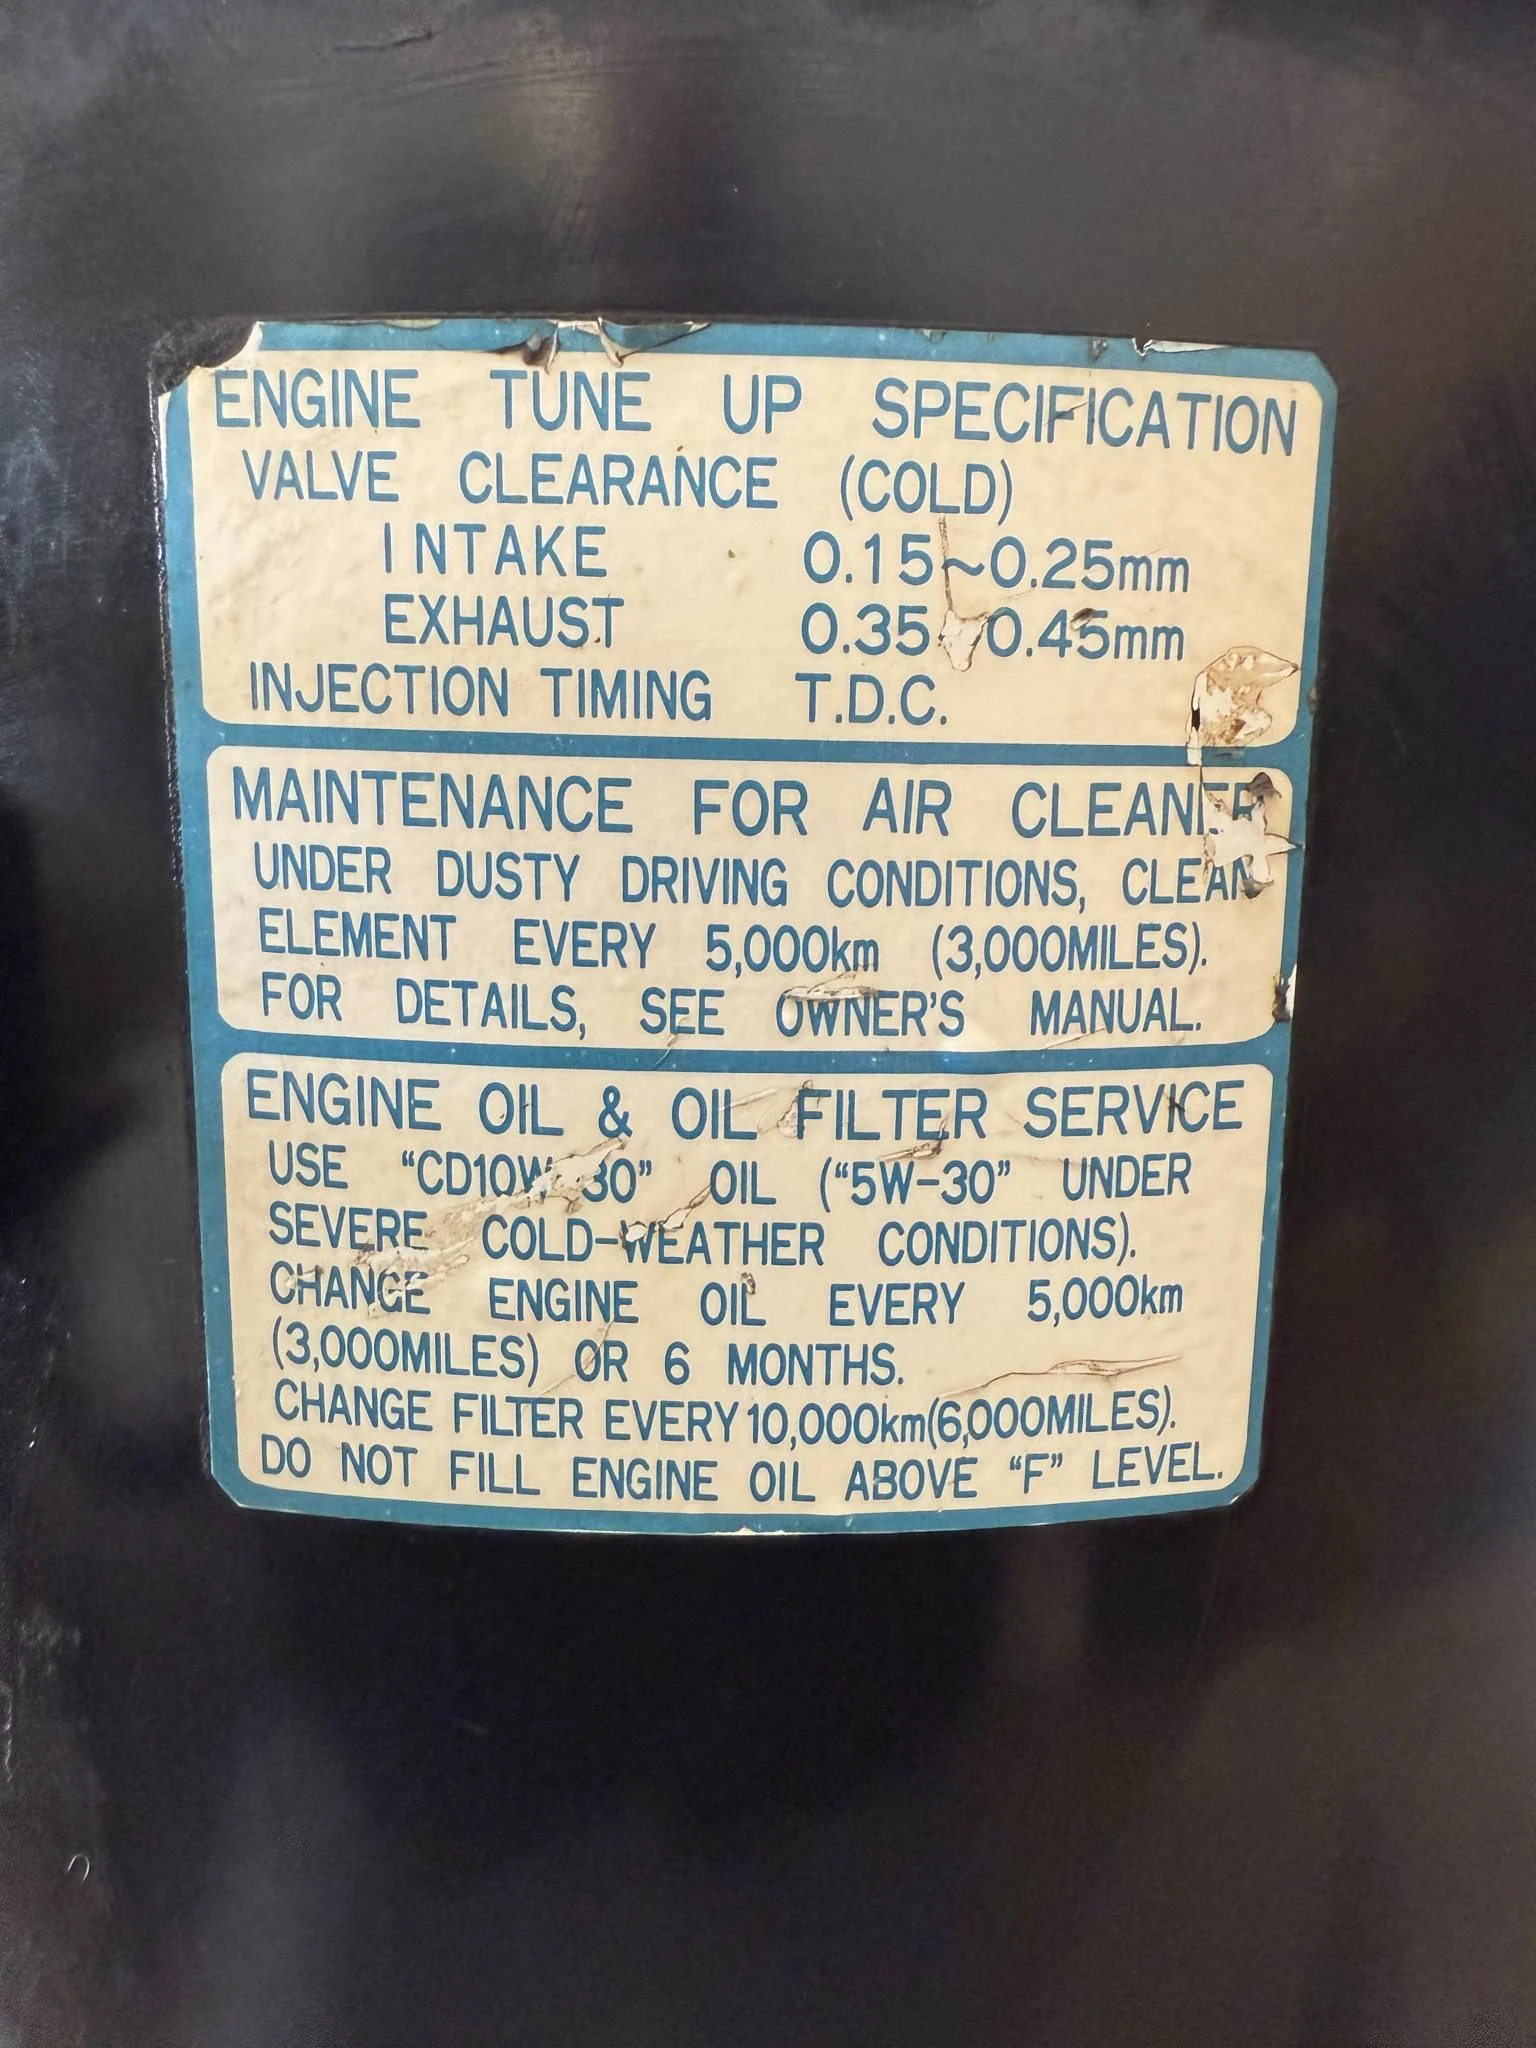 ENGINE TUNE UP SPECIFICATION
VALVE CLEARANCE (COLD)
INTAKE 0.15~0.25mm
EXHAUST 0.35 0.45mm
INJECTION TIMING T.D.C.
MAINTENANCE FOR AIR CLEANER
UNDER DUSTY DRIVING CONDITIONS, CLEAN
ELEMENT EVERY 5,000km (3,000MILES).
FOR DETAILS, SEE OWNER'S MANUAL.
ENGINE OIL & OIL FILTER SERVICE
USE "CD10W-30" OIL ("5W-30" UNDER
SEVERE COLD-WEATHER CONDITIONS).
CHANGE ENGINE OIL EVERY 5,000km
(3,000MILES) OR 6 MONTHS.
CHANGE FILTER EVERY 10,000km(6,000MILES).
DO NOT FILL ENGINE OIL ABOVE "F" LEVEL.